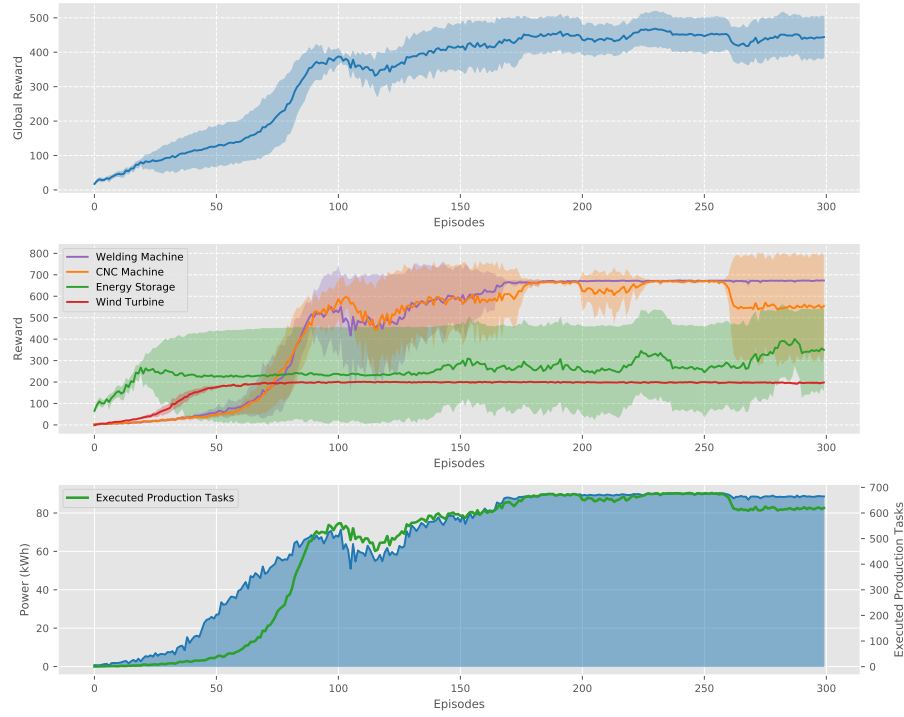 500
400
300
200
100
0
Global Reward
0 50 100 150 200 250 300
Episodes
800
700
600
500
400
300
200
100
0
Reward
Welding Machine
CNC Machine
Energy Storage
Wind Turbine
0 50 100 150 200 250 300
Episodes
80
60
40
20
0
Power (kWh)
Executed Production Tasks
700
600
500
400
300
200
100
0
Executed Production Tasks
0 50 100 150 200 250 300
Episodes